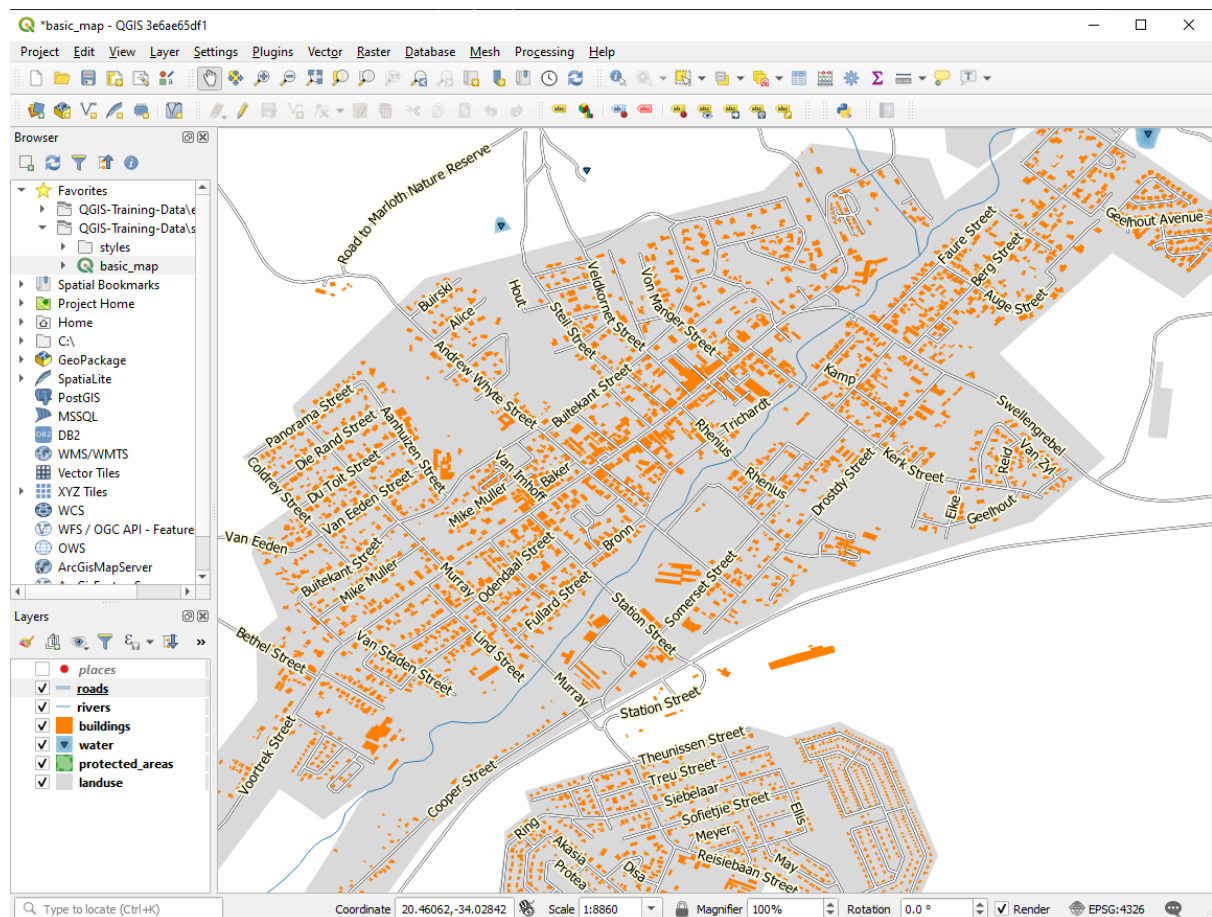 *basic_map - QGIS 3e6ae65df1
Project Edit View Layer Settings Plugins Vector Raster Database Mesh Processing Help
Browser
Favorites
QGIS-Training-Data\e
QGIS-Training-Data\s
styles
basic_map
Spatial Bookmarks
Project Home
Home
C:\
GeoPackage
SpatiaLite
PostGIS
MSSQL
DB2
WMS/WMTS
Vector Tiles
XYZ Tiles
WCS
WFS / OGC API - Feature
OWS
ArcGisMapServer
Layers
places
roads
rivers
buildings
water
protected_areas
landuse
Road to Marloth Nature Reserve
Geelhout Avenue
Faure Street
Berg Street
Auge Street
Buirski
Alice
Hout
Steil Street
Veldkornet Street
Von Manger Street
Andrew Whyte Street
Buitekant Street
Kamp
Swellengrebel
Panorama Street
Die Rand Street
Aanhuizen Street
Coldrey Street
Du Toit Street
Van Eeden Street
Van Imhoff
Baker
Mike Muller
Rhenius
Trichardt
Rhenius
Drostdy Street
Kerk Street
Reid
Van Zyl
Eike
Geelhout
Van Eeden
Buitekant Street
Mike Muller
Murray
Odendaal Street
Bronn
Fullard Street
Station Street
Somerset Street
Bethel Street
Van Staden Street
Lind Street
Murray
Station Street
Voortrek Street
Cooper Street
Theunissen Street
Treu Street
Siebelaar
Sofietjie Street
Ellis
Meyer
Ring
Akasia
Protea
Disa
Reisiebaan Street
May
Type to locate (Ctrl+K)
Coordinate 20.46062,-34.02842 Scale 1:8860 Magnifier 100% Rotation 0.0 ° Render EPSG:4326